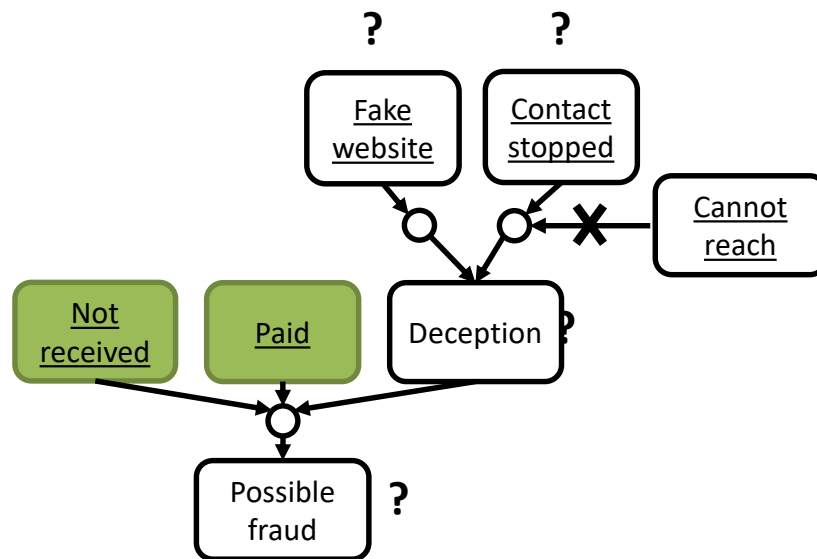 ? ?
Fake
website
Contact
stopped
Cannot
reach
Not
received
Paid
Deception ?
Possible
fraud
?